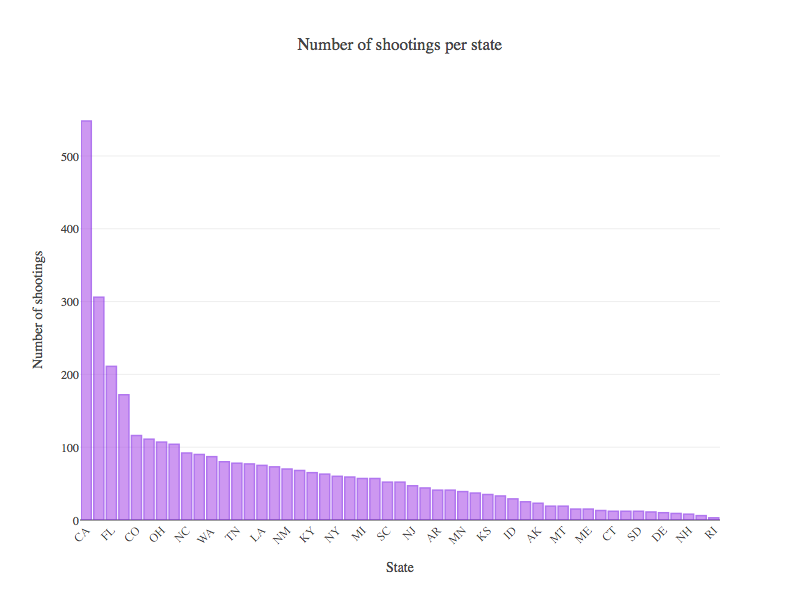 Number of shootings per state
Number of shootings
500
400
300
200
100
0
CA FL CO OH NC WA TN LA NM KY NY MI SC NJ AR MN KS ID AK MT ME CT SD DE NH RI
State